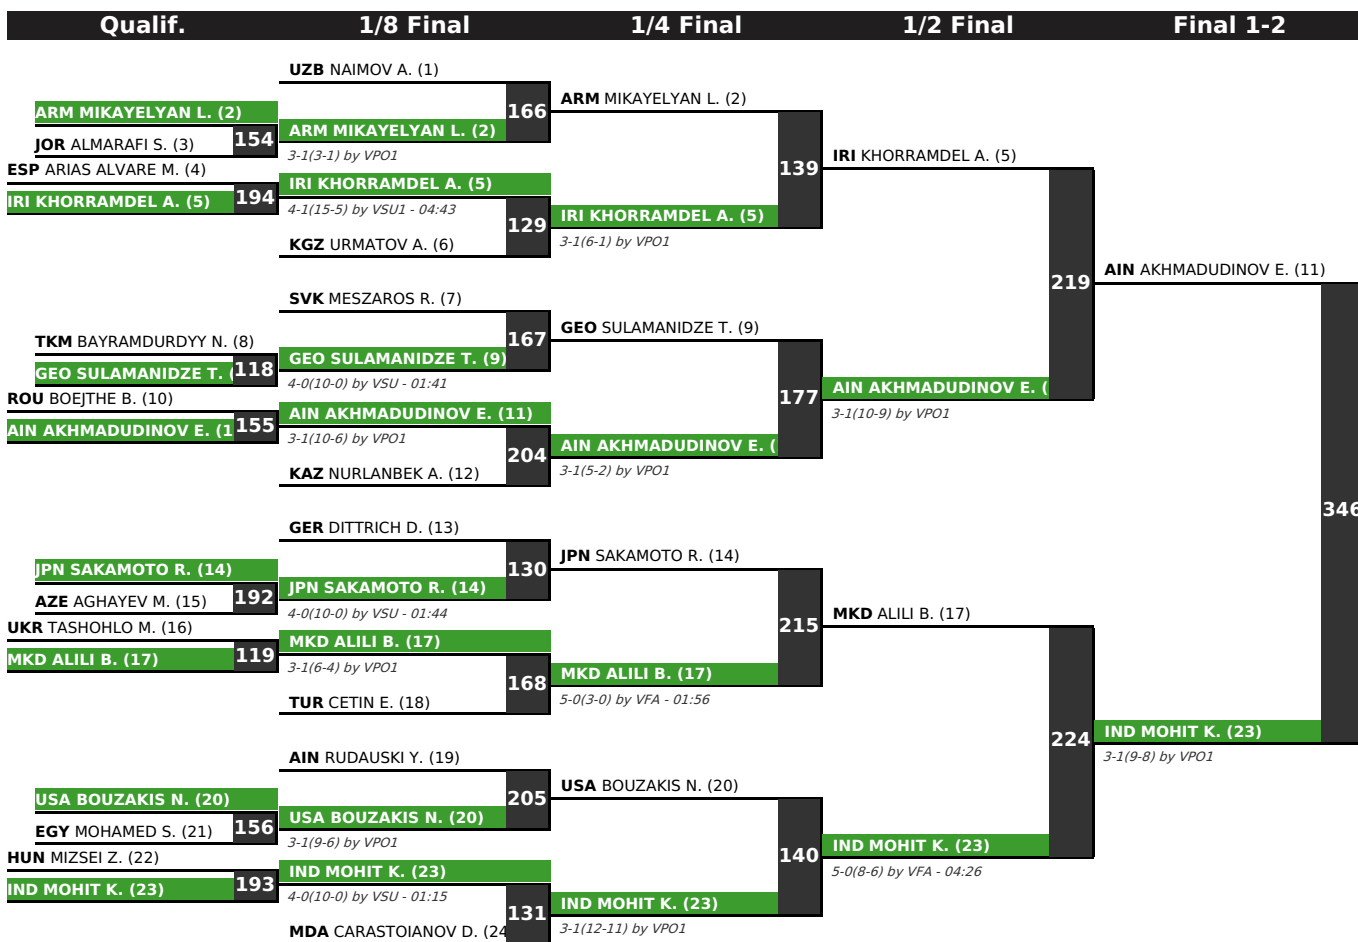 Qualif. 1/8 Final 1/4 Final 1/2 Final Final 1-2
UZB NAIMOV A. (1)
ARM MIKAYELYAN L. (2)
JOR ALMARAFI S. (3)
154
ESP ARIAS ALVARE M. (4)
IRI KHORRAMDEL A. (5)
194
TKM BAYRAMDURDYY N. (8)
GEO SULAMANIDZE T. (
118
ROU BOEJTHE B. (10)
AIN AKHMADUDINOV E. (1
155
JPN SAKAMOTO R. (14)
AZE AGHAYEV M. (15)
192
UKR TASHOHLO M. (16)
MKD ALILI B. (17)
119
USA BOUZAKIS N. (20)
EGY MOHAMED S. (21)
156
HUN MIZSEI Z. (22)
IND MOHIT K. (23)
193
166
ARM MIKAYELYAN L. (2)
3-1(3-1) by VPO1
IRI KHORRAMDEL A. (5)
4-1(15-5) by VSU1 - 04:43
129
KGZ URMATOV A. (6)
SVK MESZAROS R. (7)
167
GEO SULAMANIDZE T. (9)
4-0(10-0) by VSU - 01:41
AIN AKHMADUDINOV E. (11)
3-1(10-6) by VPO1
204
KAZ NURLANBEK A. (12)
GER DITTRICH D. (13)
130
JPN SAKAMOTO R. (14)
4-0(10-0) by VSU - 01:44
MKD ALILI B. (17)
3-1(6-4) by VPO1
168
TUR CETIN E. (18)
AIN RUDAUSKI Y. (19)
205
USA BOUZAKIS N. (20)
3-1(9-6) by VPO1
IND MOHIT K. (23)
4-0(10-0) by VSU - 01:15
131
MDA CARASTOIANOV D. (24
ARM MIKAYELYAN L. (2)
139
IRI KHORRAMDEL A. (5)
3-1(6-1) by VPO1
GEO SULAMANIDZE T. (9)
177
AIN AKHMADUDINOV E. (
3-1(5-2) by VPO1
JPN SAKAMOTO R. (14)
215
MKD ALILI B. (17)
5-0(3-0) by VFA - 01:56
USA BOUZAKIS N. (20)
140
IND MOHIT K. (23)
3-1(12-11) by VPO1
IRI KHORRAMDEL A. (5)
219
AIN AKHMADUDINOV E. (
3-1(10-9) by VPO1
MKD ALILI B. (17)
224
IND MOHIT K. (23)
5-0(8-6) by VFA - 04:26
AIN AKHMADUDINOV E. (11)
346
IND MOHIT K. (23)
3-1(9-8) by VPO1